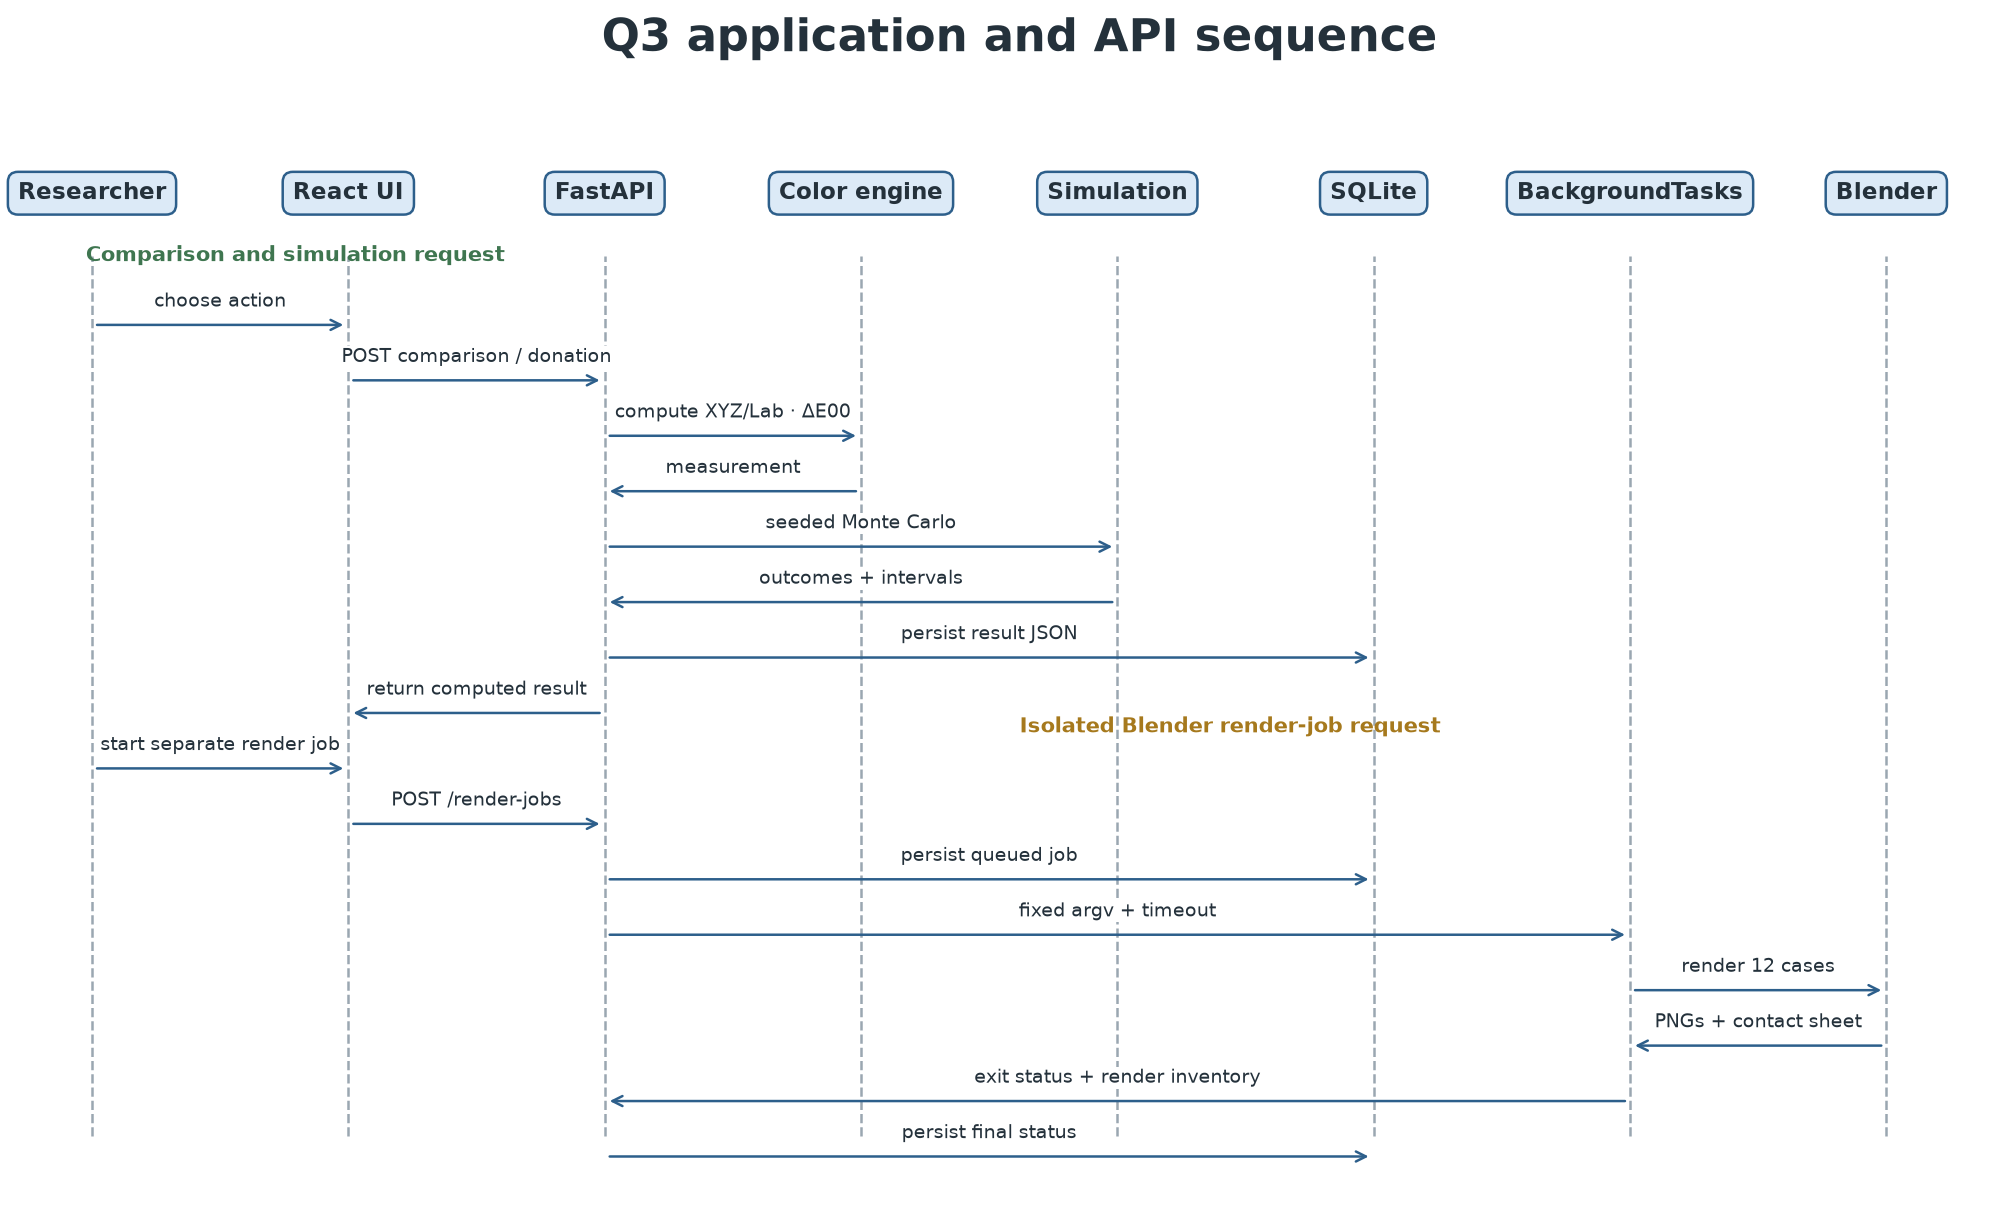 Q3 application and API sequence
Researcher
React UI
FastAPI
Color engine
Simulation
SQLite
BackgroundTasks
Blender
Comparison and simulation request
choose action
POST comparison / donation
compute XYZ/Lab · ΔE00
measurement
seeded Monte Carlo
outcomes + intervals
persist result JSON
return computed result
Isolated Blender render-job request
start separate render job
POST /render-jobs
persist queued job
fixed argv + timeout
render 12 cases
PNGs + contact sheet
exit status + render inventory
persist final status